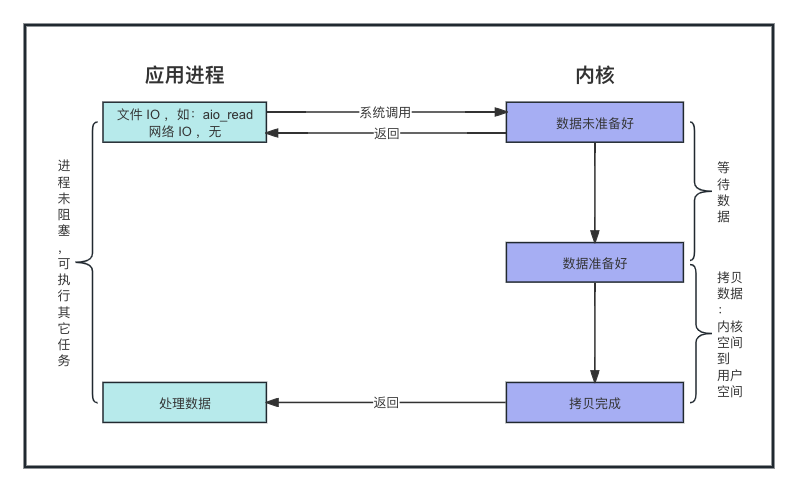 应用进程
内核
文件 IO ，如：aio_read
网络 IO ，无
系统调用
返回
数据未准备好
进
程
未
阻
塞
，
可
执
行
其
它
任
务
等
待
数
据
数据准备好
拷贝
数据
：
内核
空间
到
用户
空间
处理数据
返回
拷贝完成